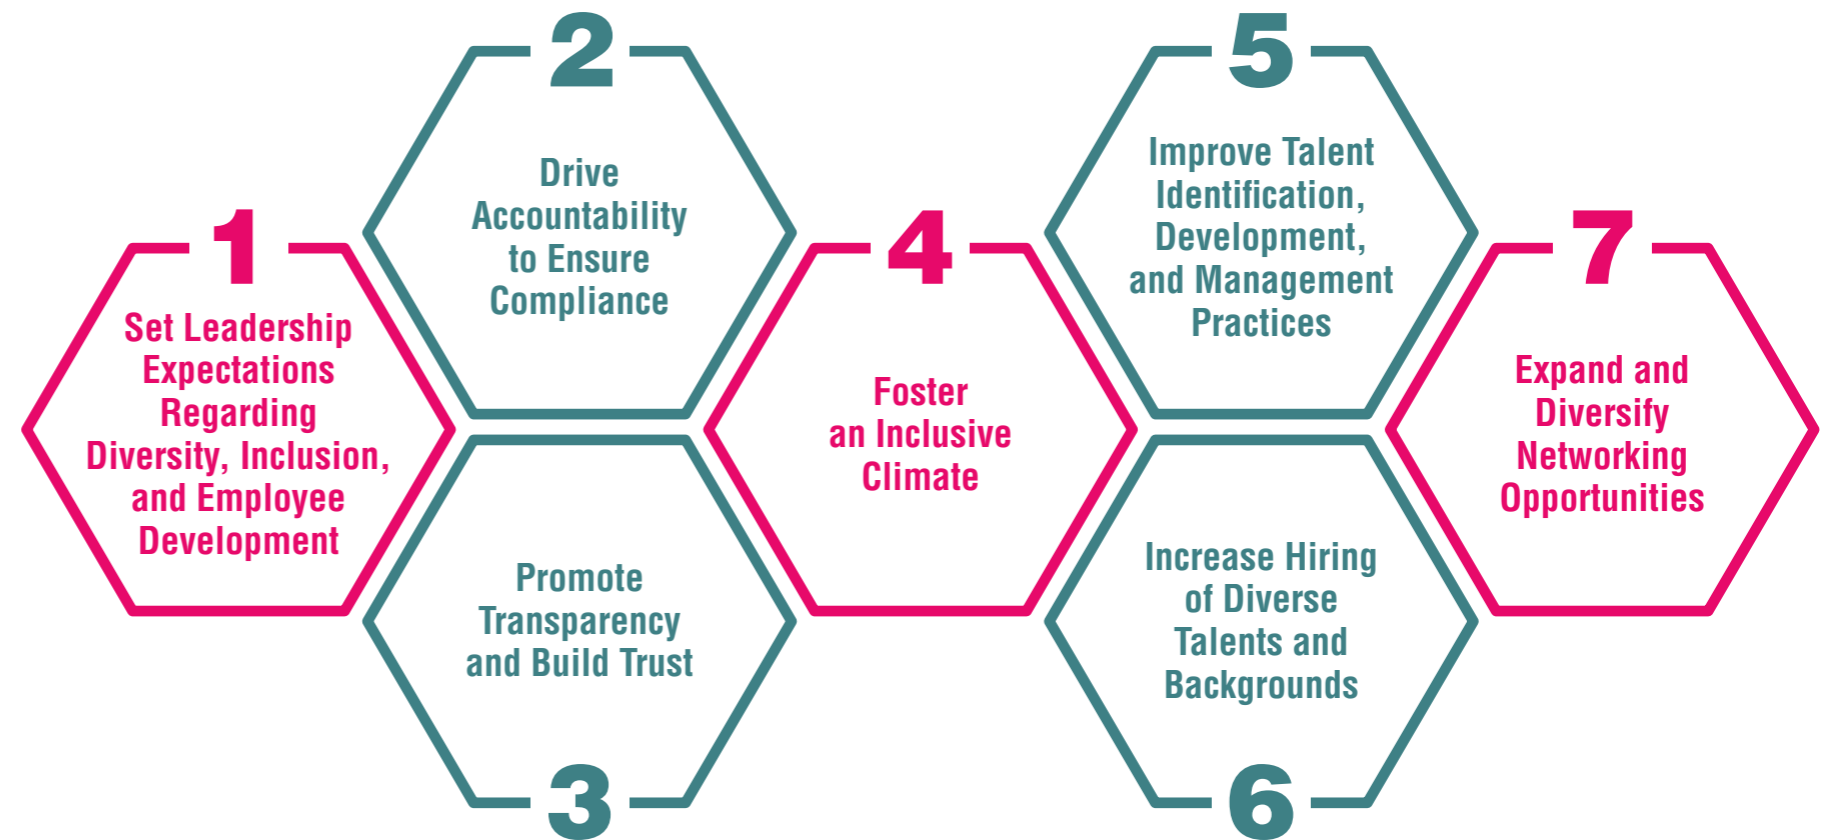 1
Set Leadership
Expectations
Regarding
Diversity, Inclusion,
and Employee
Development
2
Drive
Accountability
to Ensure
Compliance
3
Promote
Transparency
and Build Trust
4
Foster
an Inclusive
Climate
5
Improve Talent
Identification,
Development,
and Management
Practices
6
Increase Hiring
of Diverse
Talents and
Backgrounds
7
Expand and
Diversify
Networking
Opportunities